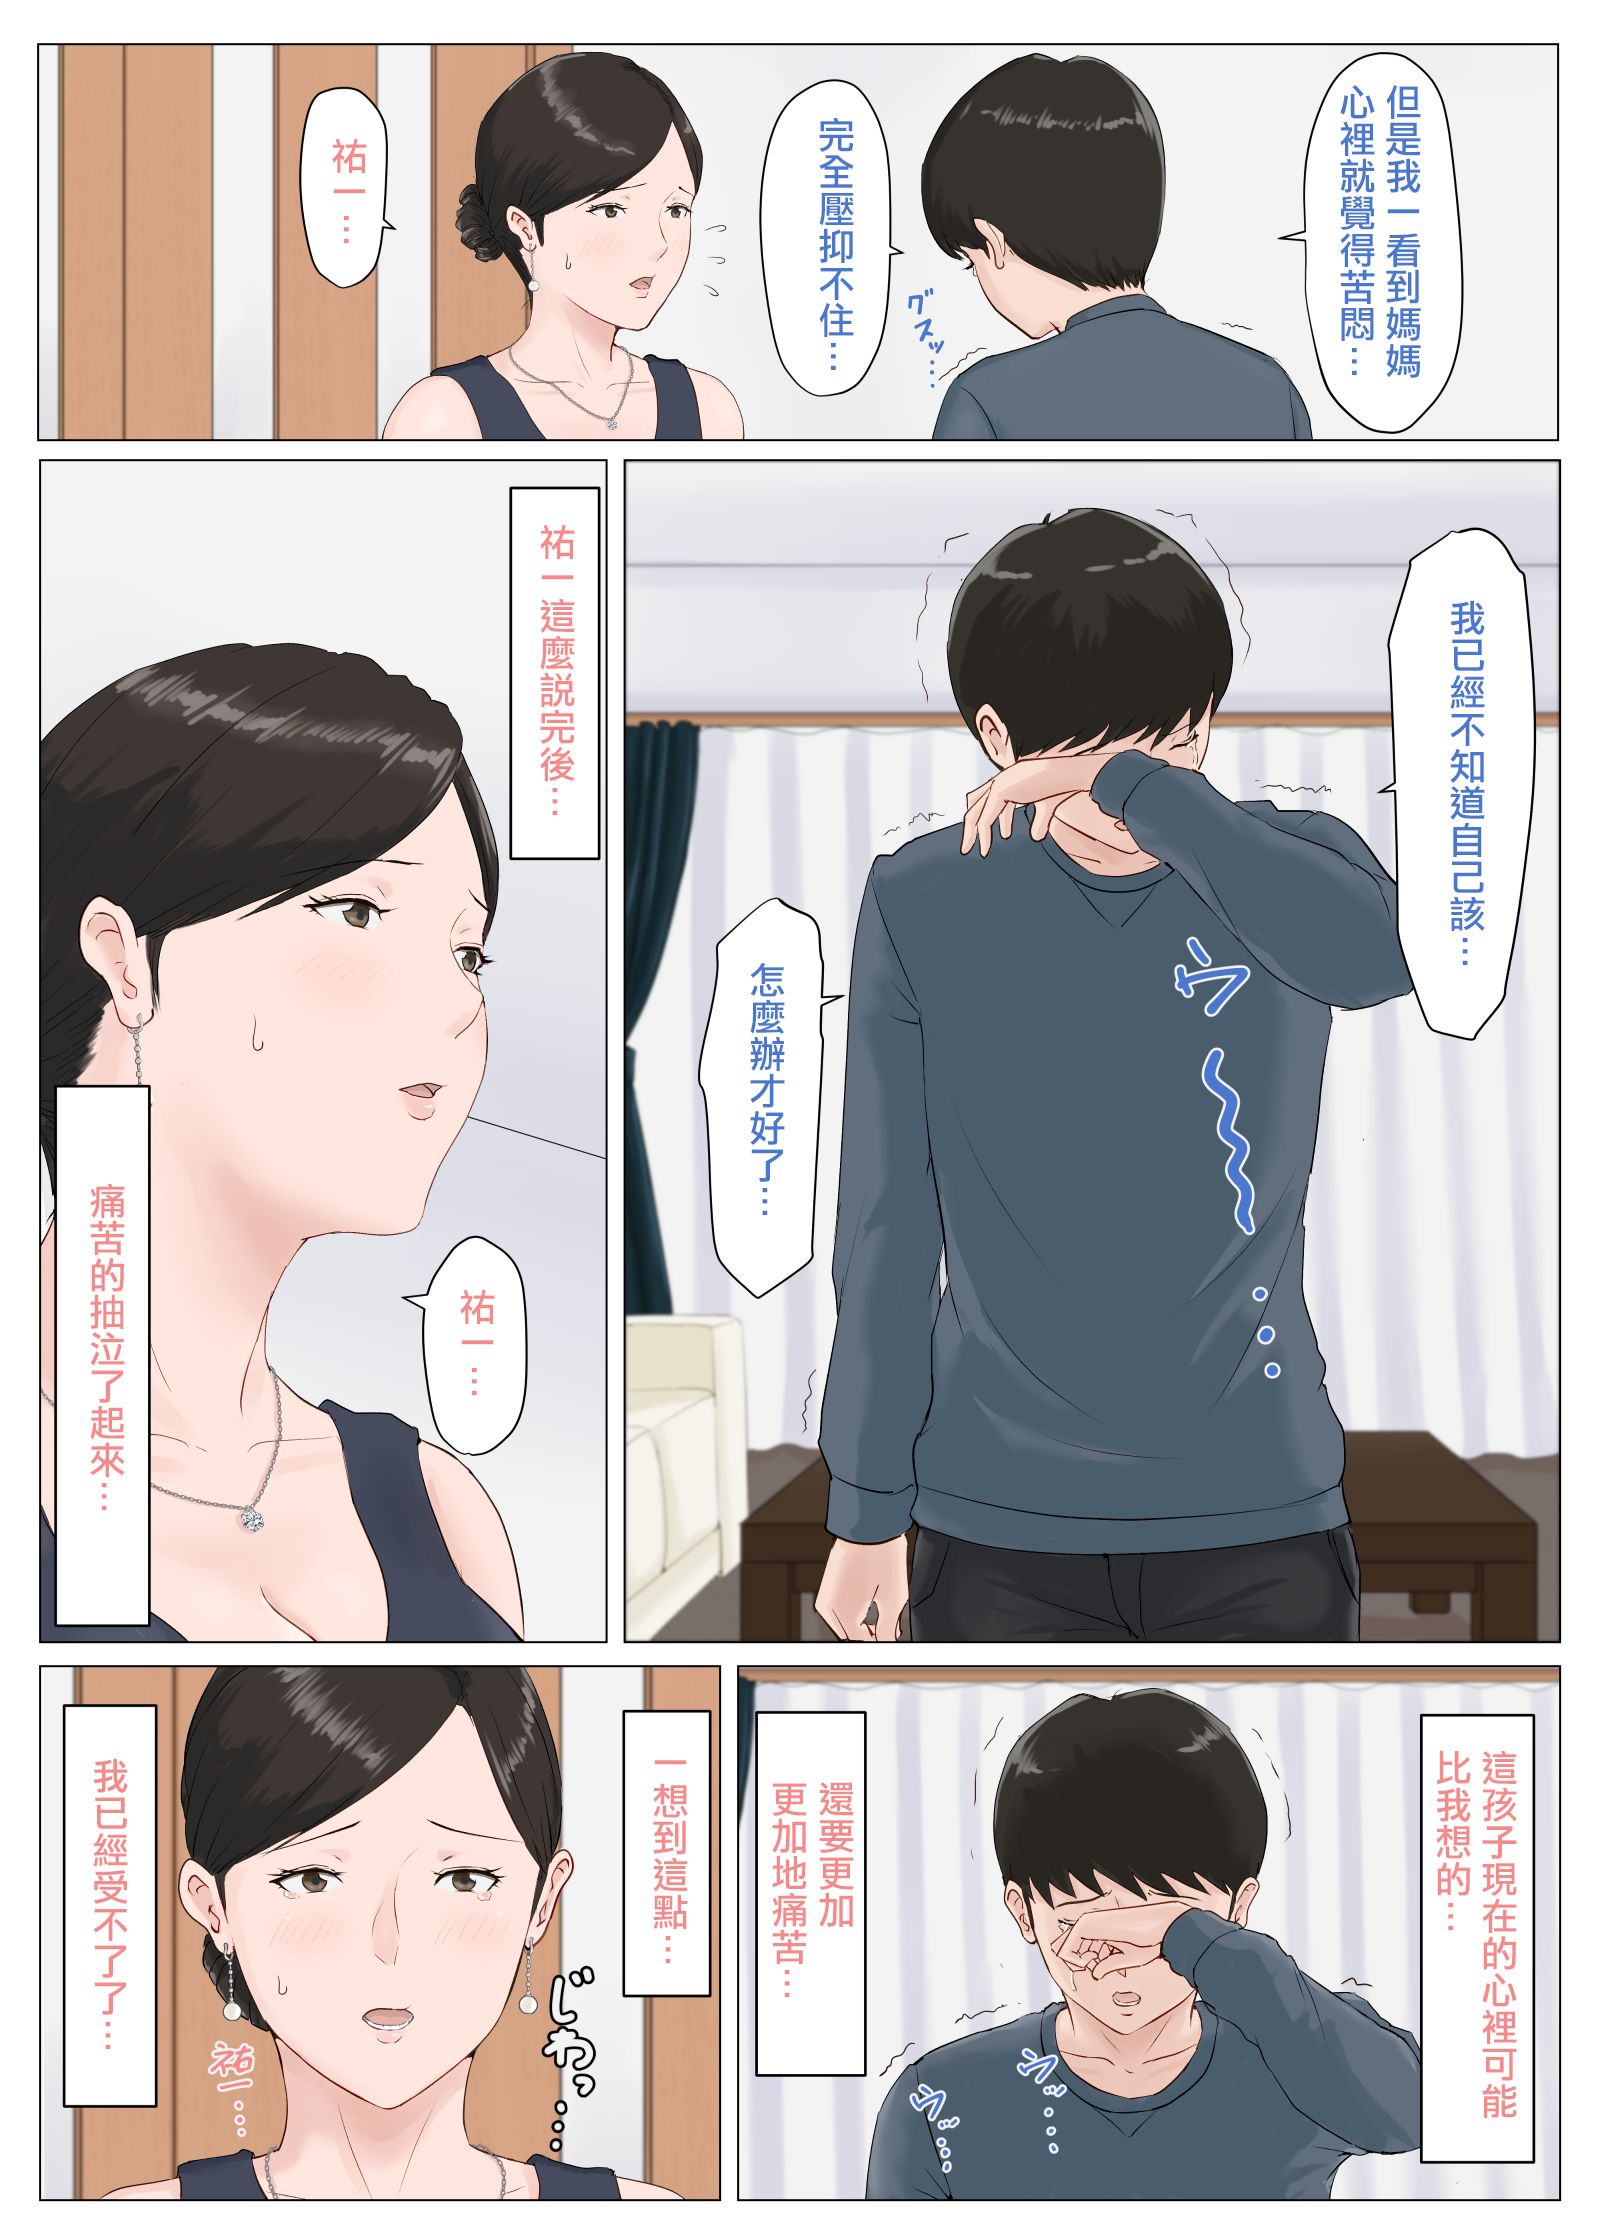 但是我一看到媽媽
心裡就覺得苦悶…
グスッ…
完全壓抑不住…
祐一…
我已經不知道自己該…
ウ〜…
怎麼辦才好了…
祐一這麼説完後…
祐一…
痛苦的抽泣了起來…
這孩子現在的心裡可能
比我想的…
ウッ…
ウッ…
還要更加
更加地痛苦…
一想到這點…
じわっ…
祐一…
我已經受不了了…